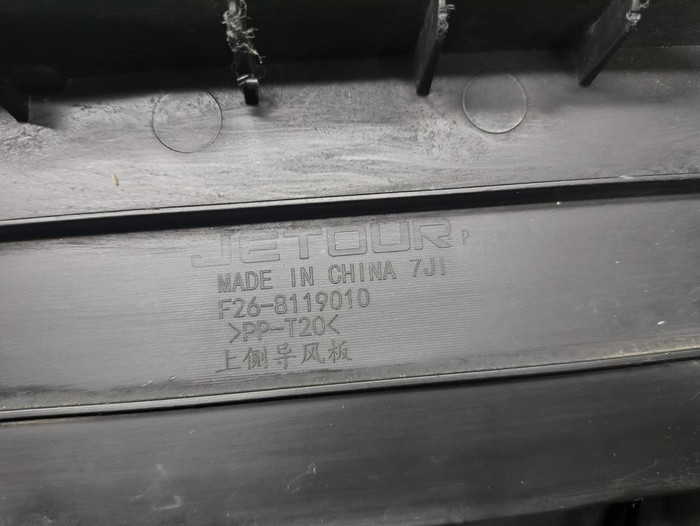 JETOUR P
MADE IN CHINA 7J1
F26-8119010
>PP-T20<
上侧导风板